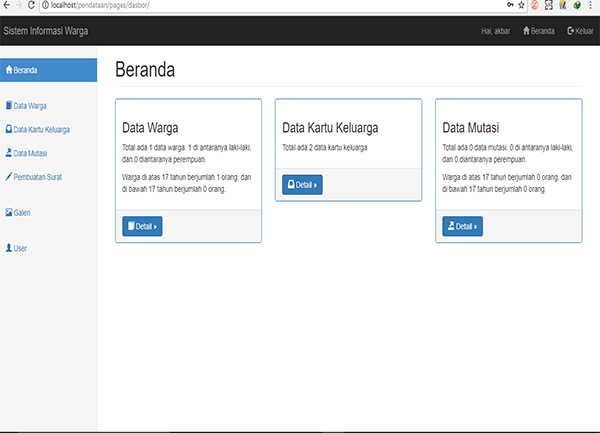 localhost/pendataan/pages/dasbor/
Sistem Informasi Warga
Hai, akbar
Beranda
Keluar
Beranda
Data Warga
Data Kartu Keluarga
Data Mutasi
Pembuatan Surat
Galeri
User
Beranda
Data Warga
Total ada 1 data warga. 1 di antaranya laki-laki,
dan 0 diantaranya perempuan.
Warga di atas 17 tahun berjumlah 1 orang, dan
di bawah 17 tahun berjumlah 0 orang.
Detail »
Data Kartu Keluarga
Total ada 2 data kartu keluarga
Detail »
Data Mutasi
Total ada 0 data mutasi. 0 di antaranya laki-laki,
dan 0 diantaranya perempuan.
Warga di atas 17 tahun berjumlah 0 orang, dan
di bawah 17 tahun berjumlah 0 orang.
Detail »